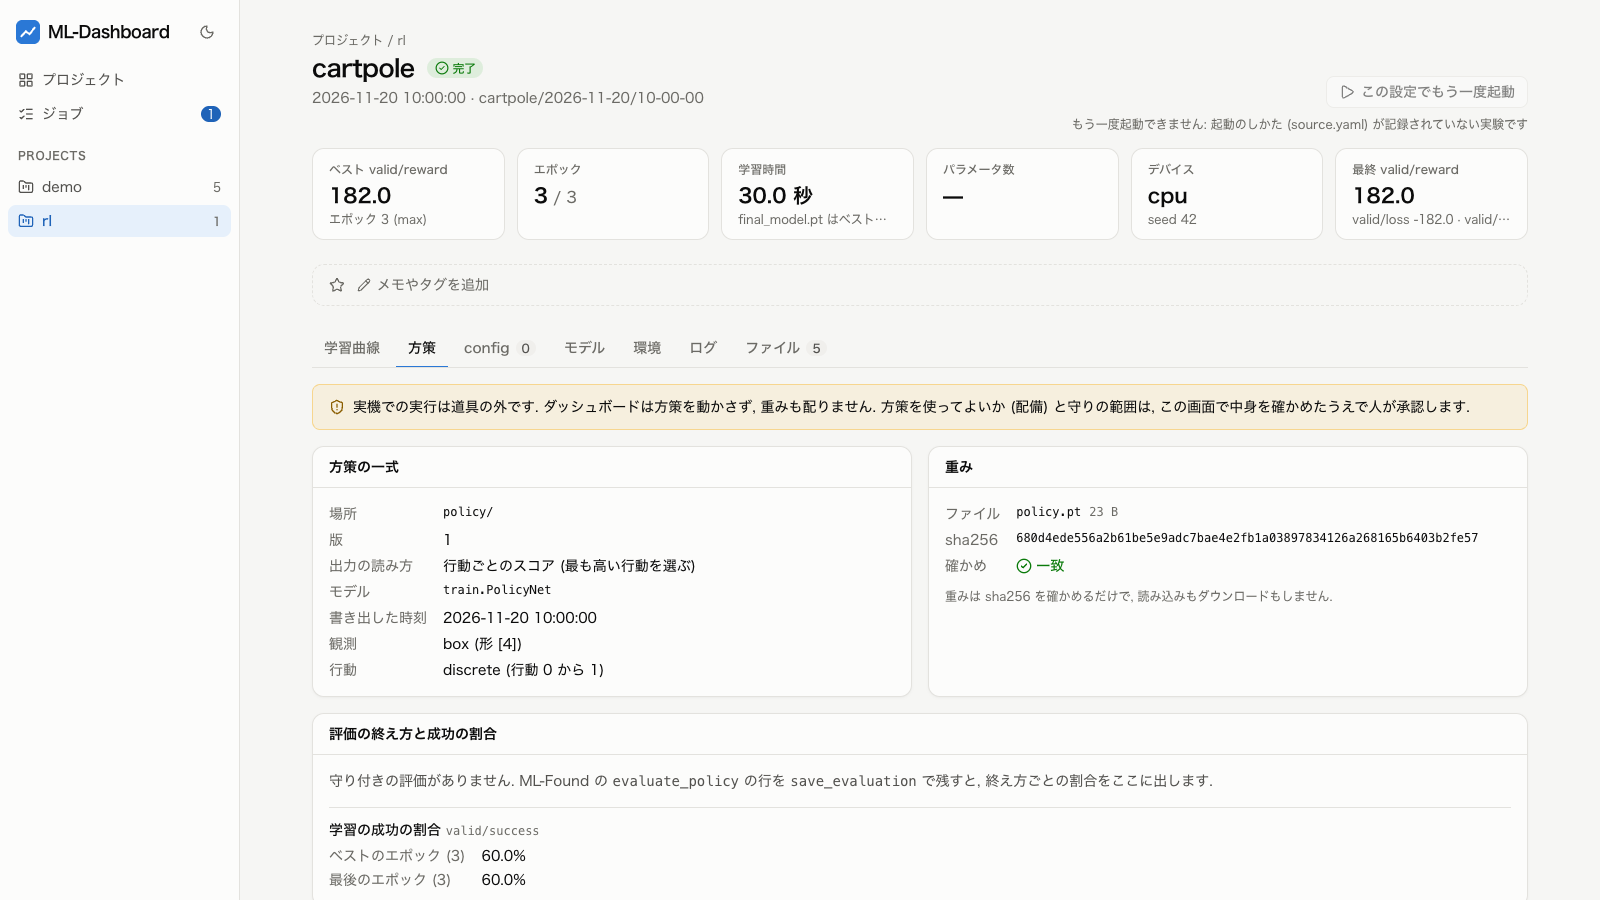 ML-Dashboard
プロジェクト
ジョブ 1
PROJECTS
demo 5
rl 1
プロジェクト / rl
cartpole 完了
2026-11-20 10:00:00 · cartpole/2026-11-20/10-00-00
この設定でもう一度起動
もう一度起動できません: 起動のしかた (source.yaml) が記録されていない実験です
ベスト valid/reward
182.0
エポック 3 (max)
エポック
3 / 3
学習時間
30.0 秒
final_model.pt はベスト…
パラメータ数
—
デバイス
cpu
seed 42
最終 valid/reward
182.0
valid/loss -182.0 · valid/…
メモやタグを追加
学習曲線 方策 config 0 モデル 環境 ログ ファイル 5
実機での実行は道具の外です. ダッシュボードは方策を動かさず, 重みも配りません. 方策を使ってよいか (配備) と守りの範囲は, この画面で中身を確かめたうえで人が承認します.
方策の一式
場所 policy/
版 1
出力の読み方 行動ごとのスコア (最も高い行動を選ぶ)
モデル train.PolicyNet
書き出した時刻 2026-11-20 10:00:00
観測 box (形 [4])
行動 discrete (行動 0 から 1)
重み
ファイル policy.pt 23 B
sha256 680d4ede556a2b61be5e9adc7bae4e2fb1a03897834126a268165b6403b2fe57
確かめ 一致
重みは sha256 を確かめるだけで, 読み込みもダウンロードもしません.
評価の終え方と成功の割合
守り付きの評価がありません. ML-Found の evaluate_policy の行を save_evaluation で残すと, 終え方ごとの割合をここに出します.
学習の成功の割合 valid/success
ベストのエポック (3) 60.0%
最後のエポック (3) 60.0%